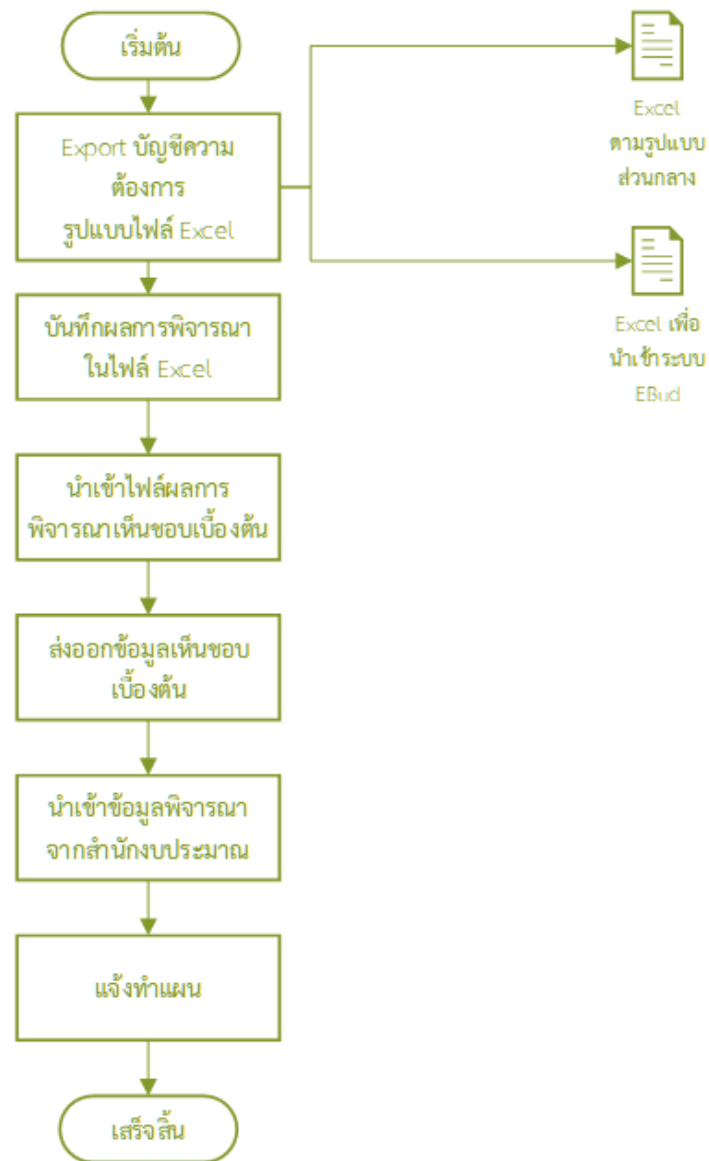 เริ่มต้น
Export บัญชีความ
ต้องการ
รูปแบบไฟล์ Excel
Excel
ตามรูปแบบ
ส่วนกลาง
Excel เพื่อ
นำเข้าระบบ
EBud
บันทึกผลการพิจารณา
ในไฟล์ Excel
นำเข้าไฟล์ผลการ
พิจารณาเห็นชอบเบื้องต้น
ส่งออกข้อมูลเห็นชอบ
เบื้องต้น
นำเข้าข้อมูลพิจารณา
จากสำนักงบประมาณ
แจ้งทำแผน
เสร็จสิ้น